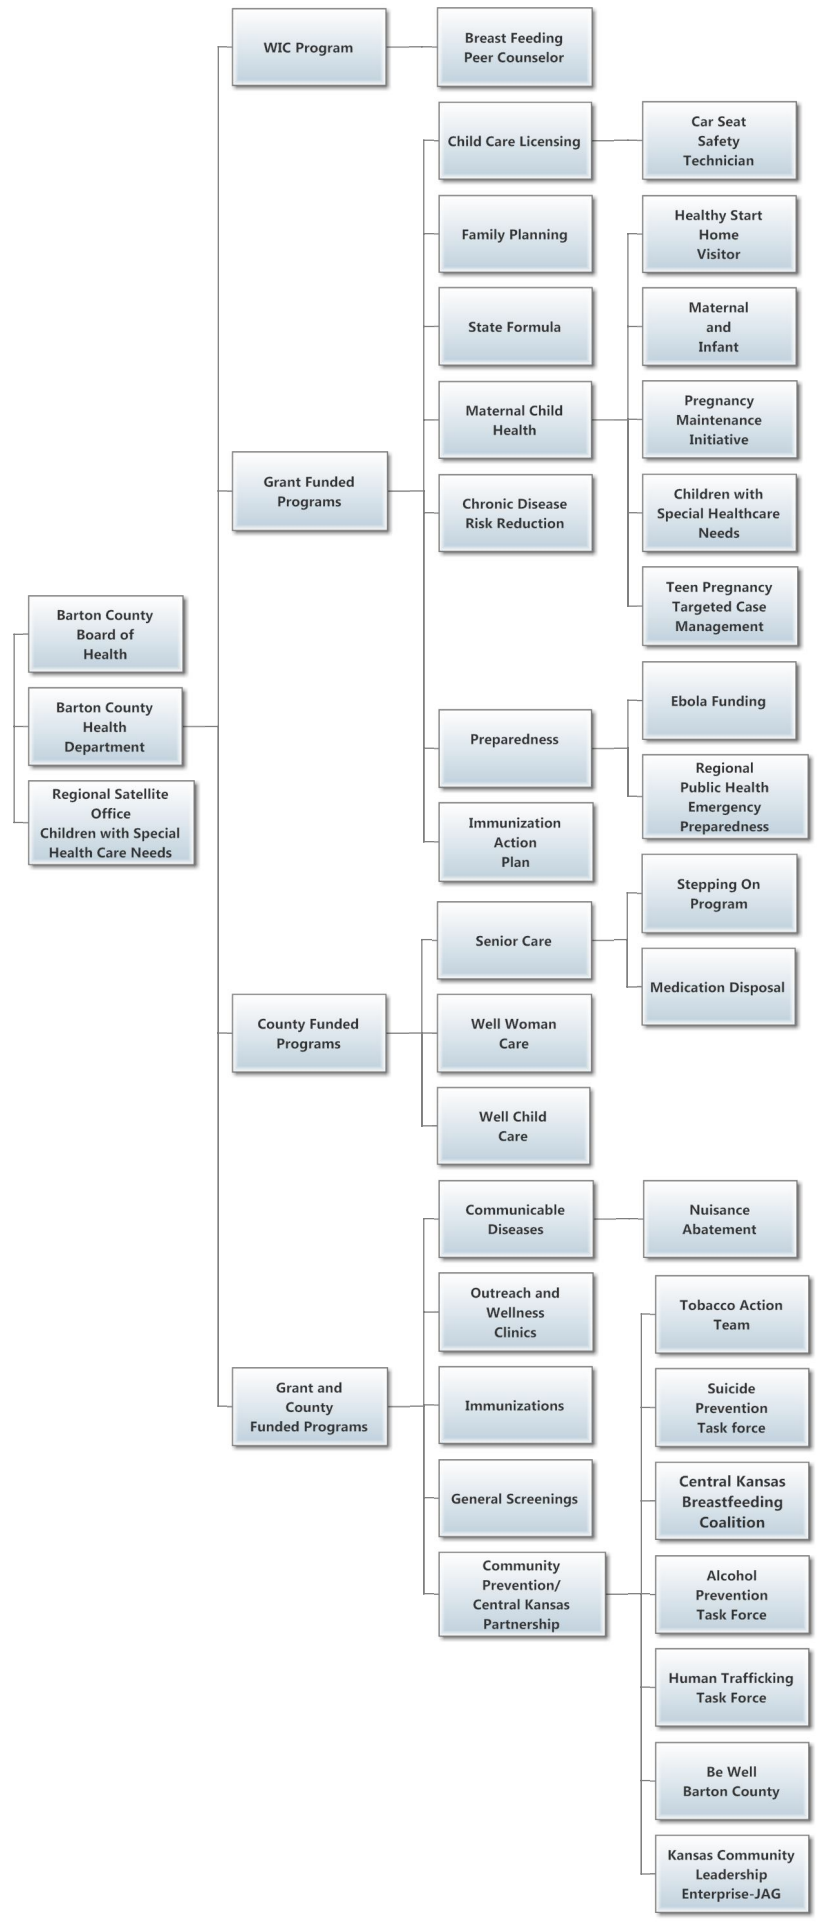 WIC Program
Breast Feeding
Peer Counselor
Child Care Licensing
Car Seat
Safety
Technician
Family Planning
Healthy Start
Home
Visitor
State Formula
Maternal
and
Infant
Maternal Child
Health
Pregnancy
Maintenance
Initiative
Grant Funded
Programs
Chronic Disease
Risk Reduction
Children with
Special Healthcare
Needs
Teen Pregnancy
Targeted Case
Management
Barton County
Board of
Health
Barton County
Health
Department
Regional Satellite
Office
Children with Special
Health Care Needs
Preparedness
Ebola Funding
Regional
Public Health
Emergency
Preparedness
Immunization
Action
Plan
Senior Care
Stepping On
Program
Medication Disposal
County Funded
Programs
Well Woman
Care
Well Child
Care
Communicable
Diseases
Nuisance
Abatement
Outreach and
Wellness
Clinics
Tobacco Action
Team
Grant and
County
Funded Programs
Immunizations
Suicide
Prevention
Task force
General Screenings
Central Kansas
Breastfeeding
Coalition
Community
Prevention/
Central Kansas
Partnership
Alcohol
Prevention
Task Force
Human Trafficking
Task Force
Be Well
Barton County
Kansas Community
Leadership
Enterprise-JAG